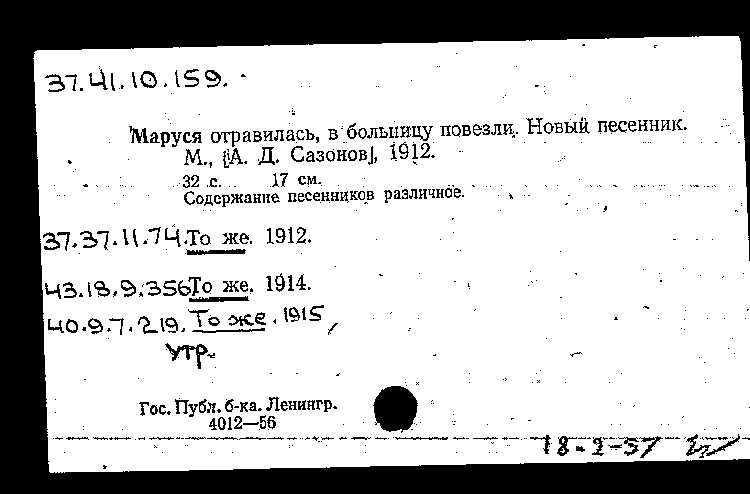 37.41.10.159.
Маруся отравилась, в больницу повезли. Новый песенник.
М., [А. Д. Сазонов], 1912.
32 с. 17 см.
Содержание песенников различное.
37.37.11.74. То же. 1912.
43.18.9.356 То же. 1914.
40.9.7.219. То же. 1915,
Утр.
Гос. Публ. б-ка. Ленингр.
4012—56
18-2-57